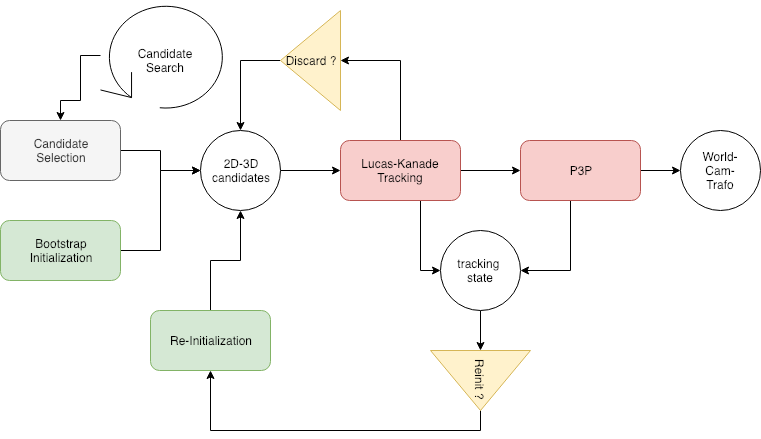 Candidate
Search
Discard ?
Candidate
Selection
2D-3D
candidates
Lucas-Kanade
Tracking
P3P
World-
Cam-
Trafo
Bootstrap
Initialization
tracking
state
Re-Initialization
Reinit ?